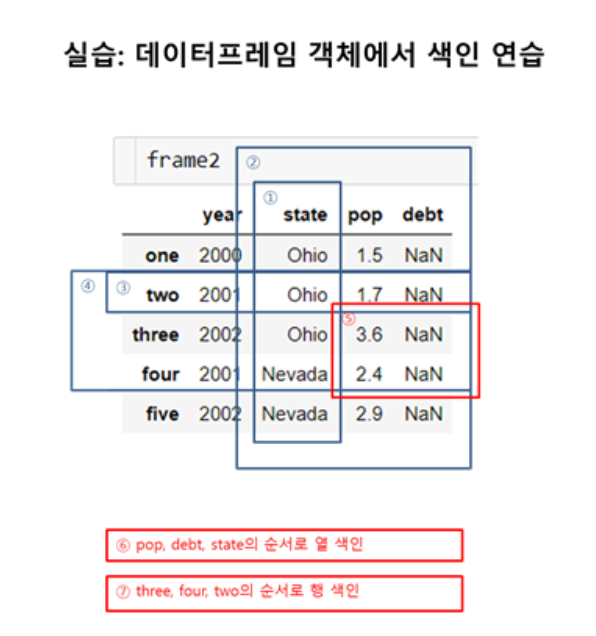 실습: 데이터프레임 객체에서 색인 연습
frame2 ②
①
year state pop debt
one 2000 Ohio 1.5 NaN
④ ③ two 2001 Ohio 1.7 NaN
⑤
three 2002 Ohio 3.6 NaN
four 2001 Nevada 2.4 NaN
five 2002 Nevada 2.9 NaN
⑥ pop, debt, state의 순서로 열 색인
⑦ three, four, two의 순서로 행 색인